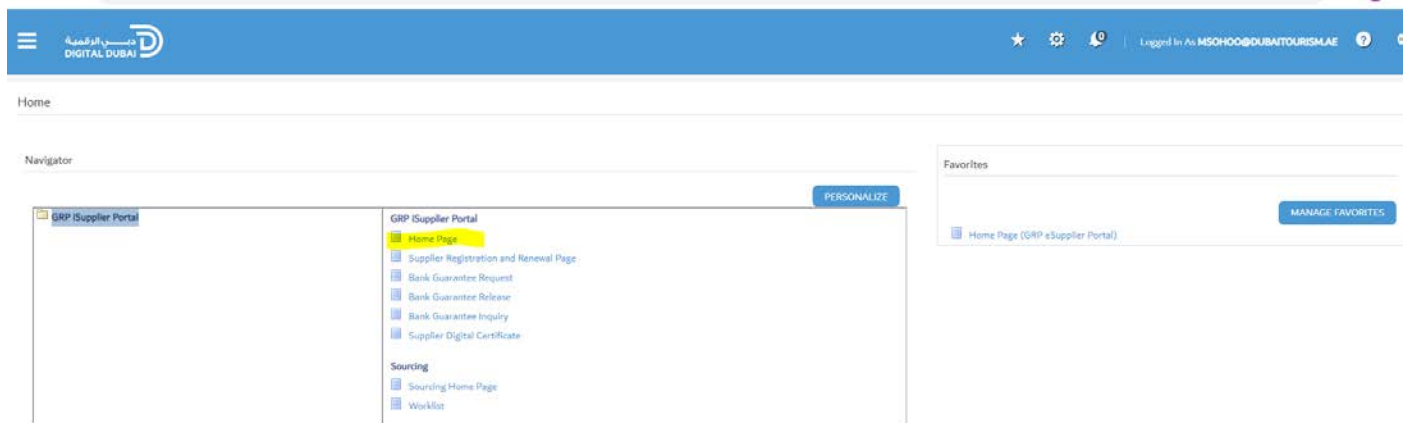 دبي الرقمية
DIGITAL DUBAI
0
Logged In As MSOHOO@DUBAITOURISM.AE
?
Home
Navigator
PERSONALIZE
GRP iSupplier Portal
GRP iSupplier Portal
Home Page
Supplier Registration and Renewal Page
Bank Guarantee Request
Bank Guarantee Release
Bank Guarantee Inquiry
Supplier Digital Certificate
Sourcing
Sourcing Home Page
Worklist
Favorites
MANAGE FAVORITES
Home Page (GRP eSupplier Portal)